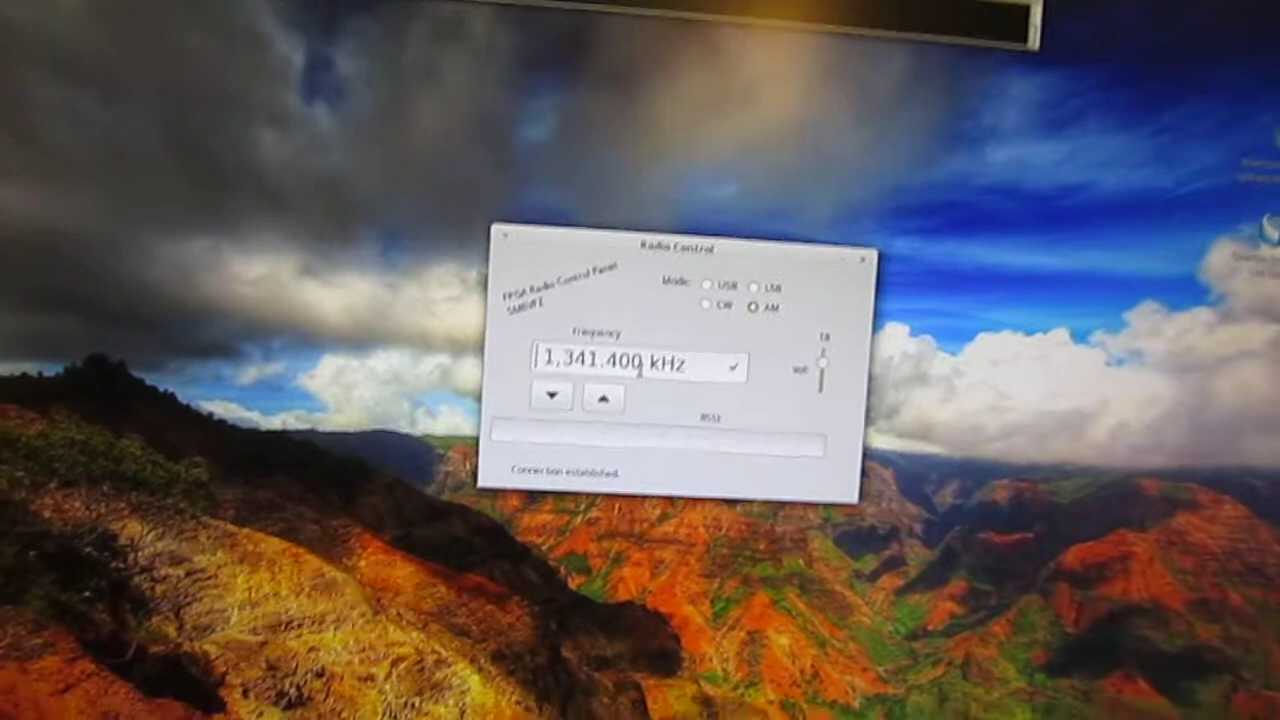 Radio Control
FPGA Radio Control Panel
Mode: USB LSB
CW AM
Frequency
1,341.400 kHz
Vol:
RSSI
Connection established.